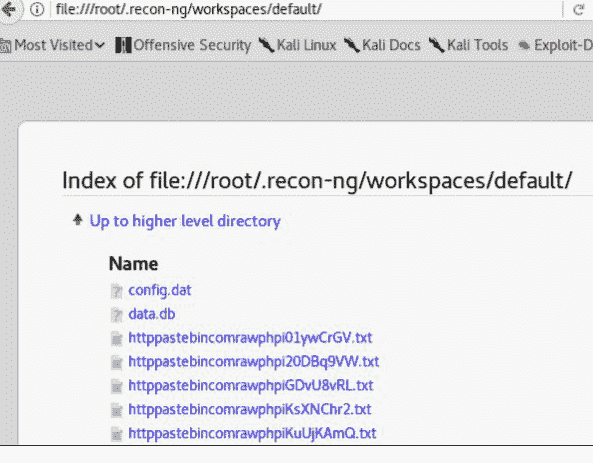 file:///root/.recon-ng/workspaces/default/
Most Visited Offensive Security Kali Linux Kali Docs Kali Tools Exploit-D
Index of file:///root/.recon-ng/workspaces/default/
Up to higher level directory
Name
config.dat
data.db
httppastebincomrawphpi01ywCrGV.txt
httppastebincomrawphpi20DBq9VW.txt
httppastebincomrawphpiGDvU8vRL.txt
httppastebincomrawphpiKsXNChr2.txt
httppastebincomrawphpiKuUjKAmQ.txt